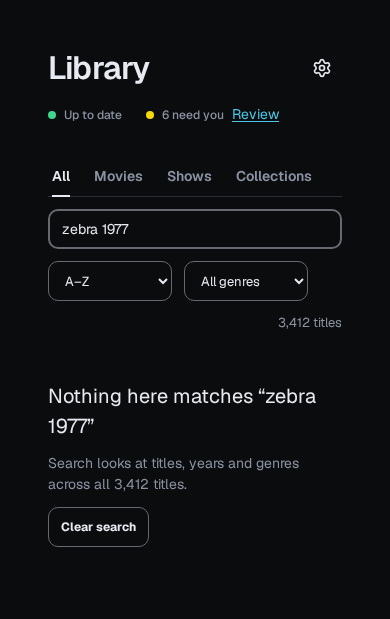 Library
Up to date 6 need you Review
All Movies Shows Collections
zebra 1977
A–Z All genres
3,412 titles
Nothing here matches “zebra
1977”
Search looks at titles, years and genres
across all 3,412 titles.
Clear search